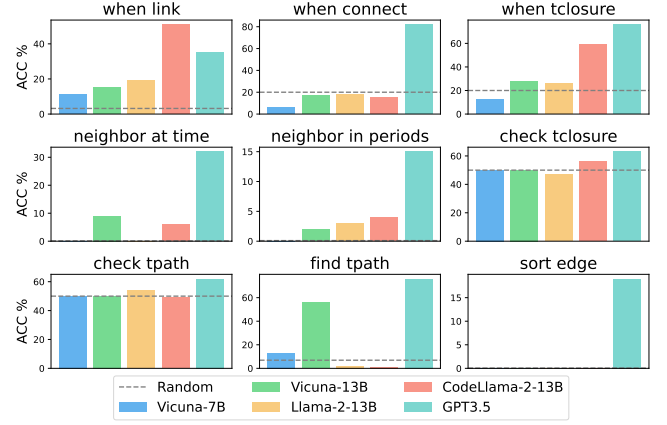 when link
when connect
when tclosure
ACC %
40
20
0
80
60
40
20
0
60
40
20
0
neighbor at time
neighbor in periods
check tclosure
ACC %
30
20
10
0
15
10
5
0
60
40
20
0
check tpath
find tpath
sort edge
ACC %
60
40
20
0
60
40
20
0
15
10
5
0
Random
Vicuna-13B
CodeLlama-2-13B
Vicuna-7B
Llama-2-13B
GPT3.5